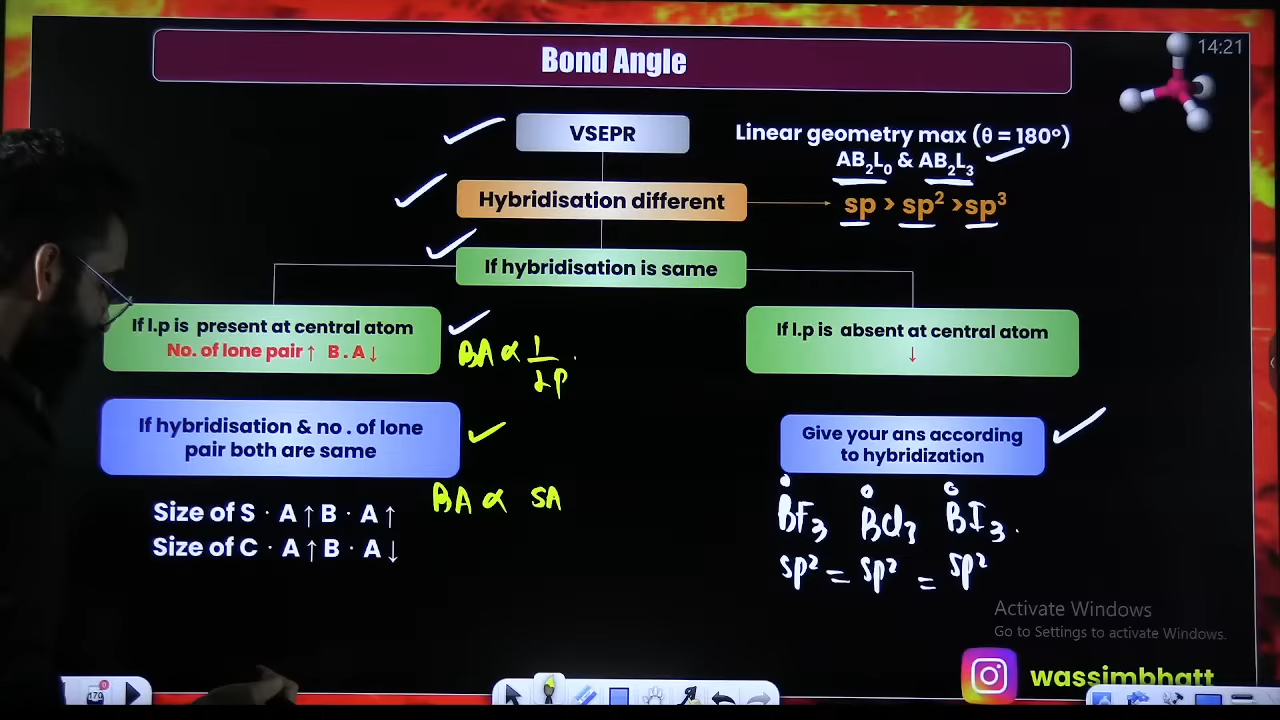 Bond Angle
14:21
VSEPR
Linear geometry max (θ = 180°)
AB₂L₀ & AB₂L₃
Hybridisation different
sp > sp² >sp³
If hybridisation is same
If l.p is present at central atom
No. of lone pair ↑ B . A ↓
BA ∝ 1/lp
If l.p is absent at central atom
↓
If hybridisation & no . of lone
pair both are same
Give your ans according
to hybridization
BA ∝ SA
Size of S · A ↑ B · A ↑
Size of C · A ↑ B · A ↓
BF₃ BCl₃ BI₃
sp² = sp² = sp²
Activate Windows
Go to Settings to activate Windows.
wassimbhatt
170